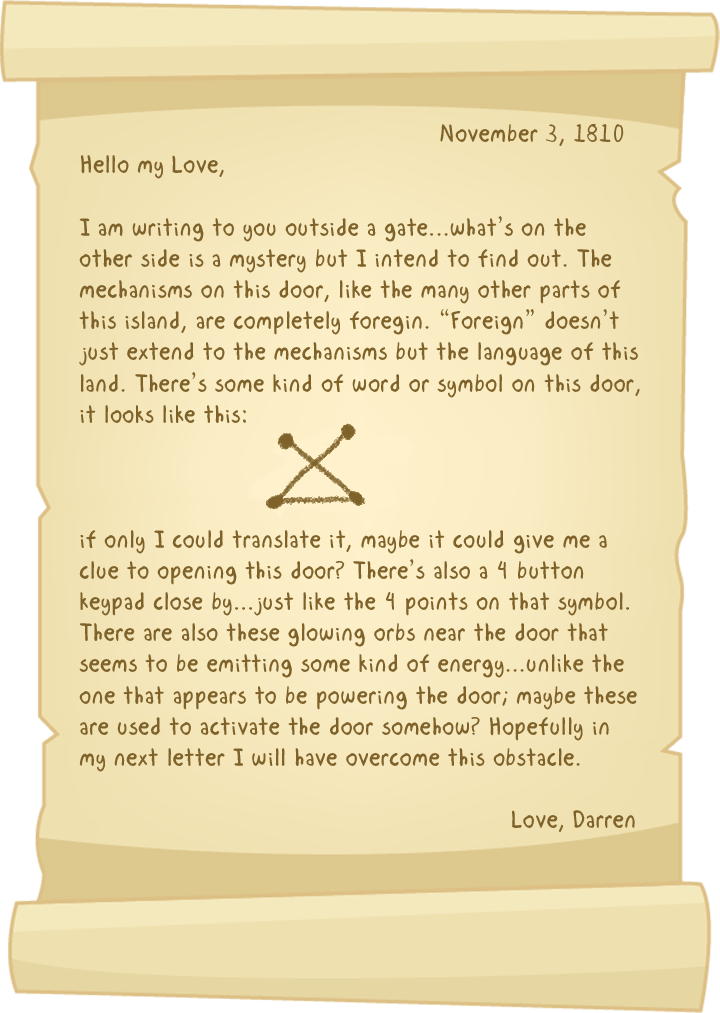 November 3, 1810
Hello my Love,
I am writing to you outside a gate...what's on the
other side is a mystery but I intend to find out. The
mechanisms on this door, like the many other parts of
this island, are completely foregin. “Foreign” doesn't
just extend to the mechanisms but the language of this
land. There's some kind of word or symbol on this door,
it looks like this:
if only I could translate it, maybe it could give me a
clue to opening this door? There's also a 4 button
keypad close by...just like the 4 points on that symbol.
There are also these glowing orbs near the door that
seems to be emitting some kind of energy...unlike the
one that appears to be powering the door; maybe these
are used to activate the door somehow? Hopefully in
my next letter I will have overcome this obstacle.
Love, Darren